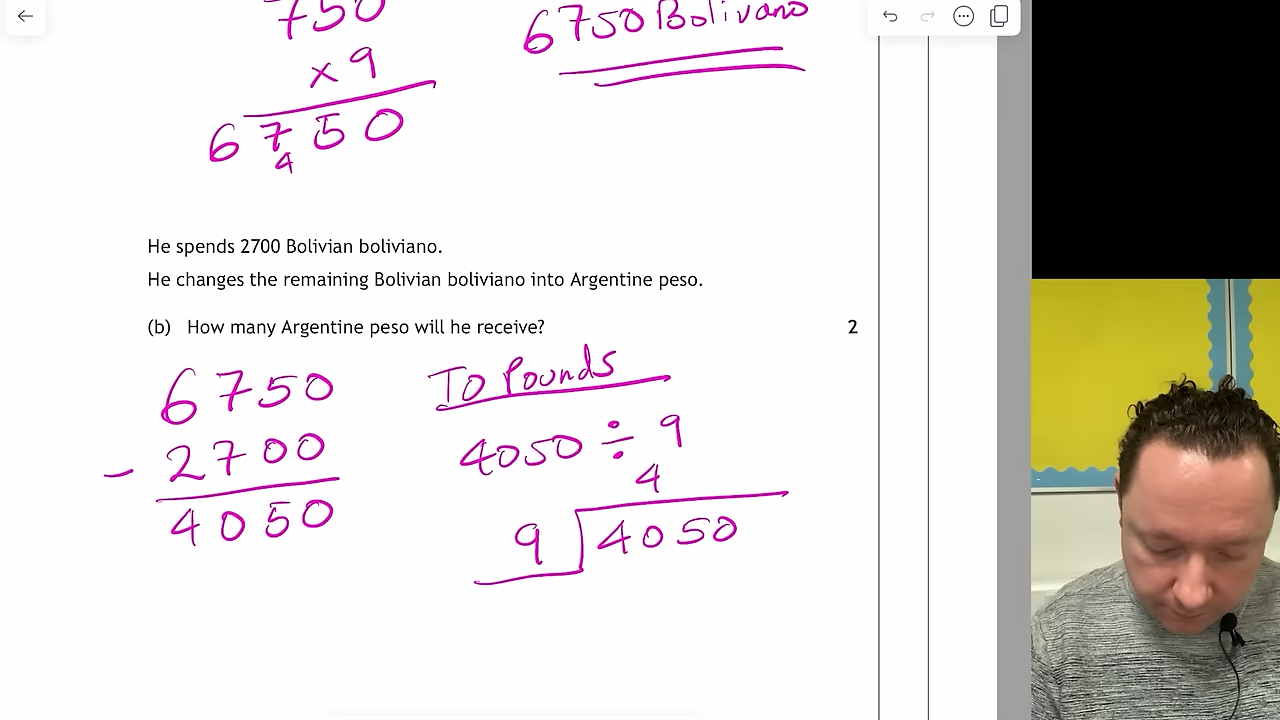 750
× 9
6750
4
6750 Bolivano
He spends 2700 Bolivian boliviano.
He changes the remaining Bolivian boliviano into Argentine peso.
(b) How many Argentine peso will he receive? 2
6750
- 2700
4050
To Pounds
4050 ÷ 9
4
9 4050